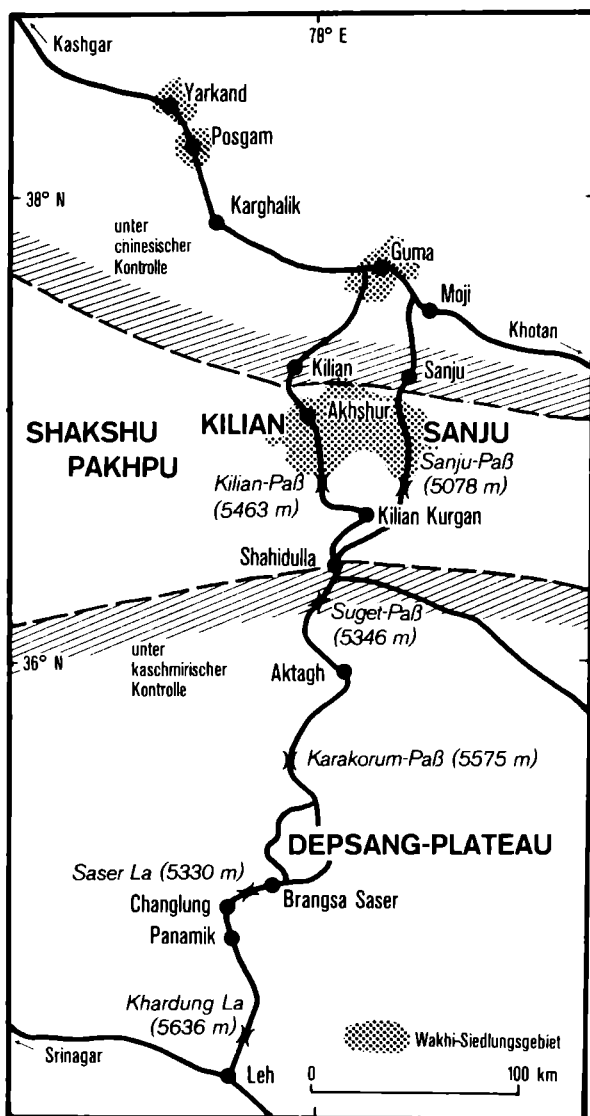 78° E
Kashgar
Yarkand
Posgam
38° N
Karghalik
unter
chinesischer
Kontrolle
Guma
Moji
Khotan
Kilian
Sanju
Akhshur
SHAKSHU
PAKHPU
KILIAN
SANJU
Kilian-Paß
(5463 m)
Sanju-Paß
(5078 m)
Kilian Kurgan
Shahidulla
Suget-Paß
(5346 m)
36° N
unter
kaschmirischer
Kontrolle
Aktagh
Karakorum-Paß (5575 m)
DEPSANG-PLATEAU
Saser La (5330 m)
Brangsa Saser
Changlung
Panamik
Khardung La
(5636 m)
Srinagar
Leh
Wakhi-Siedlungsgebiet
0 100 km